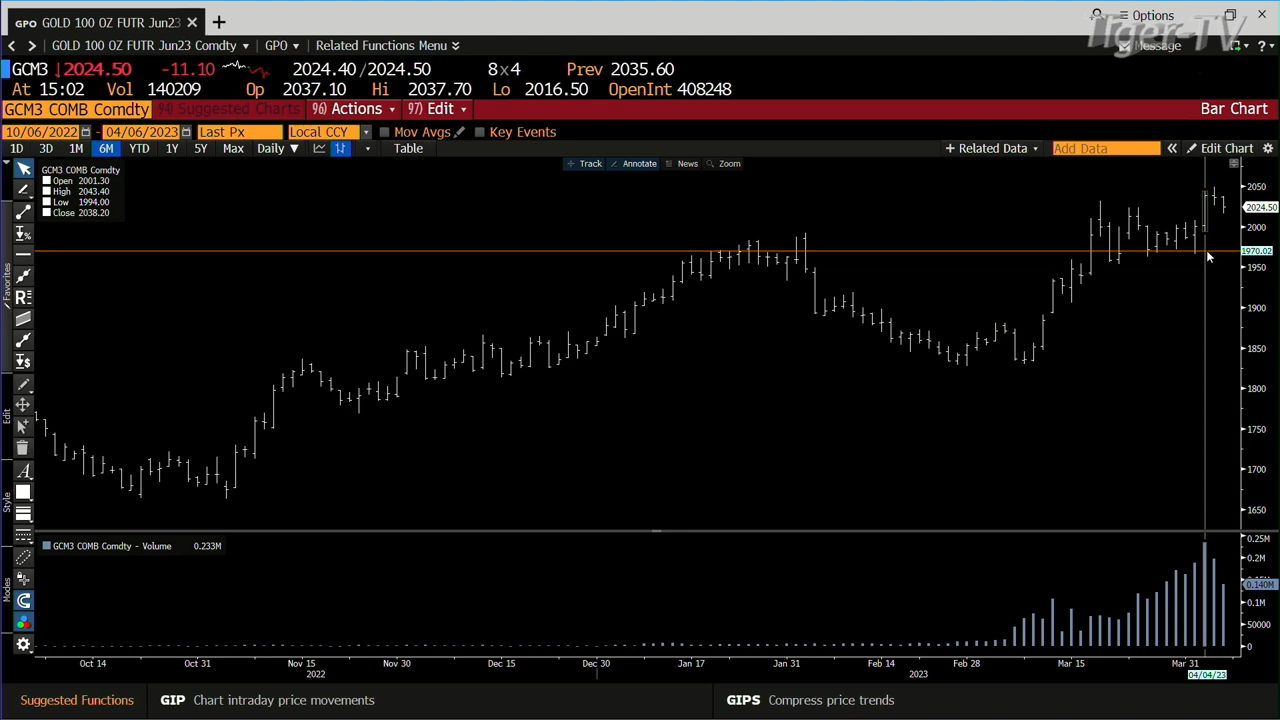 GPO GOLD 100 OZ FUTR Jun23 × +
Options
Tiger-TV
< > GOLD 100 OZ FUTR Jun23 Comdty GPO Related Functions Menu Message ?
GCM3 ↓2024.50 -11.10 2024.40/2024.50 8x4 Prev 2035.60
At 15:02 Vol 140209 Op 2037.10 Hi 2037.70 Lo 2016.50 OpenInt 408248
GCM3 COMB Comdty 94) Suggested Charts 96) Actions 97) Edit Bar Chart
10/06/2022 - 04/06/2023 Last Px Local CCY Mov Avgs Key Events
1D 3D 1M 6M YTD 1Y 5Y Max Daily ▼ Table + Related Data Add Data « Edit Chart
Track Annotate News Zoom
GCM3 COMB Comdty
Open 2001.30
High 2043.40
Low 1994.00
Close 2038.20
2050
2024.50
2000
1970.02
1950
1900
1850
1800
1750
1700
1650
Favorites
Edit
Style
Modes
GCM3 COMB Comdty - Volume 0.233M
0.25M
0.2M
0.140M
0.1M
50000
0
Oct 14 Oct 31 Nov 15 Nov 30 Dec 15 Dec 30 Jan 17 Jan 31 Feb 14 Feb 28 Mar 15 Mar 31
2022 2023 04/04/23
Suggested Functions GIP Chart intraday price movements GIPS Compress price trends